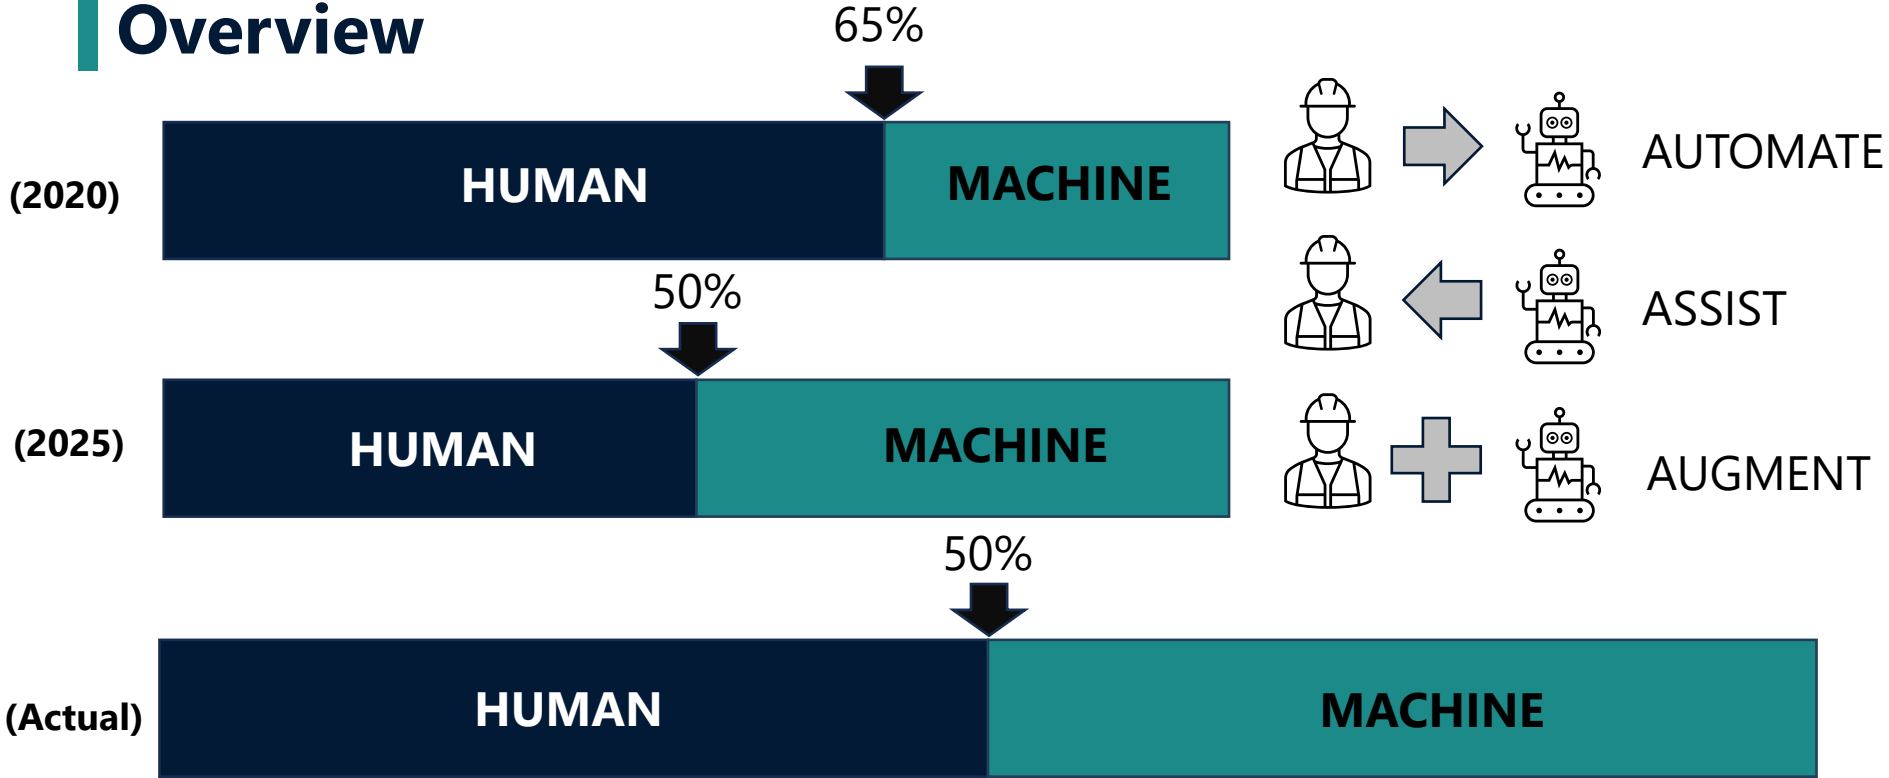 Overview
65%
(2020)
HUMAN
MACHINE
AUTOMATE
ASSIST
50%
(2025)
HUMAN
MACHINE
AUGMENT
50%
(Actual)
HUMAN
MACHINE